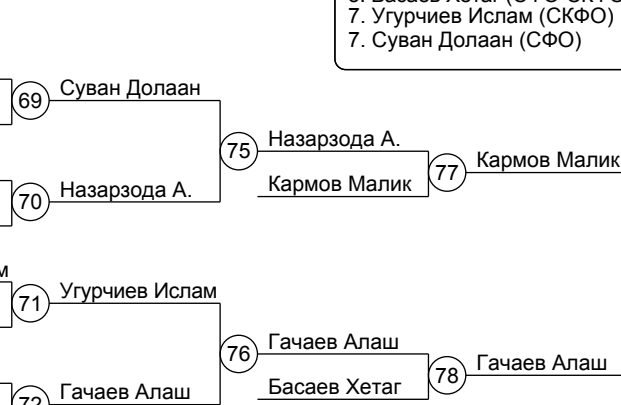 7. Угурчиев Ислам (СКФО)
7. Суван Долаан (СФО)
69 Суван Долаан
75 Назарзода А.
Кармов Малик
77 Кармов Малик
70 Назарзода А.
71 Угурчиев Ислам
76 Гачаев Алаш
Басаев Хетаг
78 Гачаев Алаш
72 Гачаев Алаш